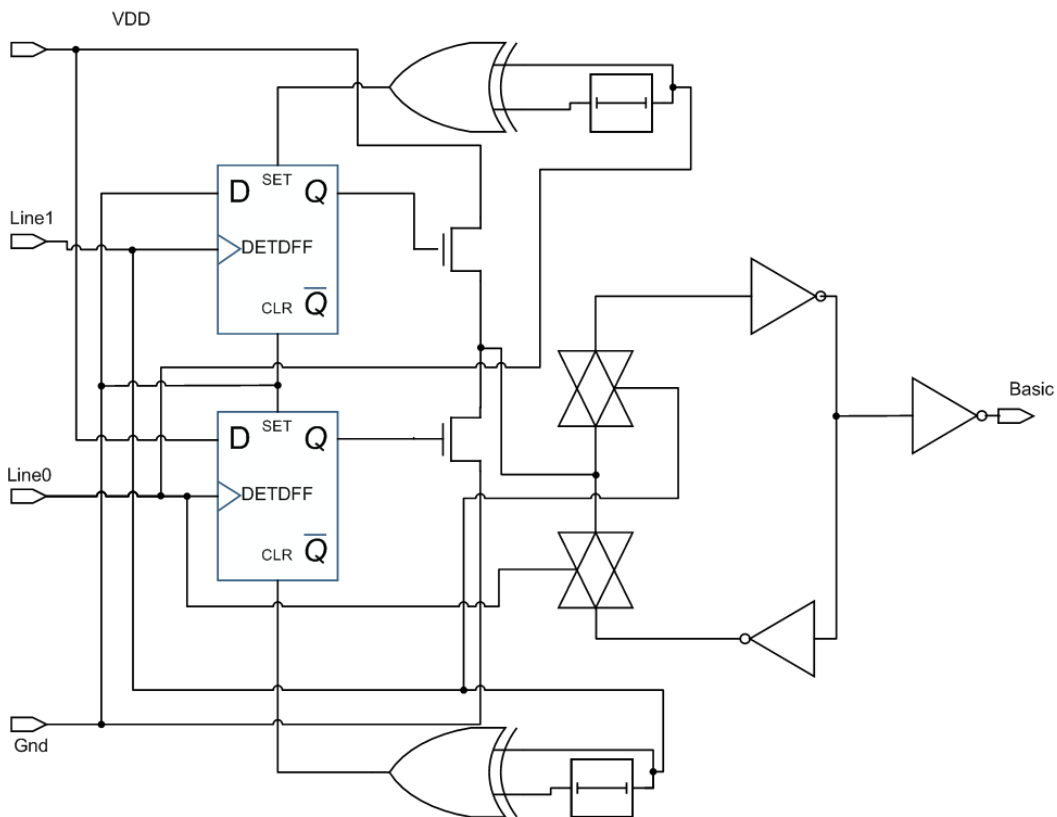 VDD
D
SET
Q
Line1
DETDFF
CLR
Q
D
SET
Q
Line0
DETDFF
CLR
Q
Basic
Gnd